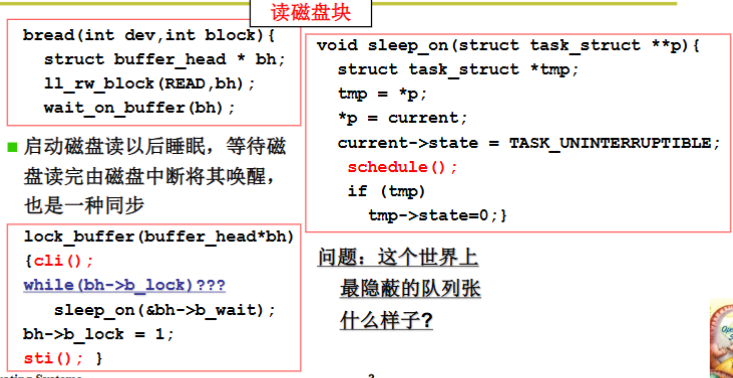 读磁盘块
bread(int dev,int block){
struct buffer_head * bh;
ll_rw_block(READ,bh);
wait_on_buffer(bh);
启动磁盘读以后睡眠，等待磁
盘读完由磁盘中断将其唤醒，
也是一种同步
lock_buffer(buffer_head*bh)
{cli();
while(bh->b_lock)???
sleep_on(&bh->b_wait);
bh->b_lock = 1;
sti(); }
void sleep_on(struct task_struct **p){
struct task_struct *tmp;
tmp = *p;
*p = current;
current->state = TASK_UNINTERRUPTIBLE;
schedule();
if (tmp)
tmp->state=0;}
问题：这个世界上
最隐蔽的队列张
什么样子?